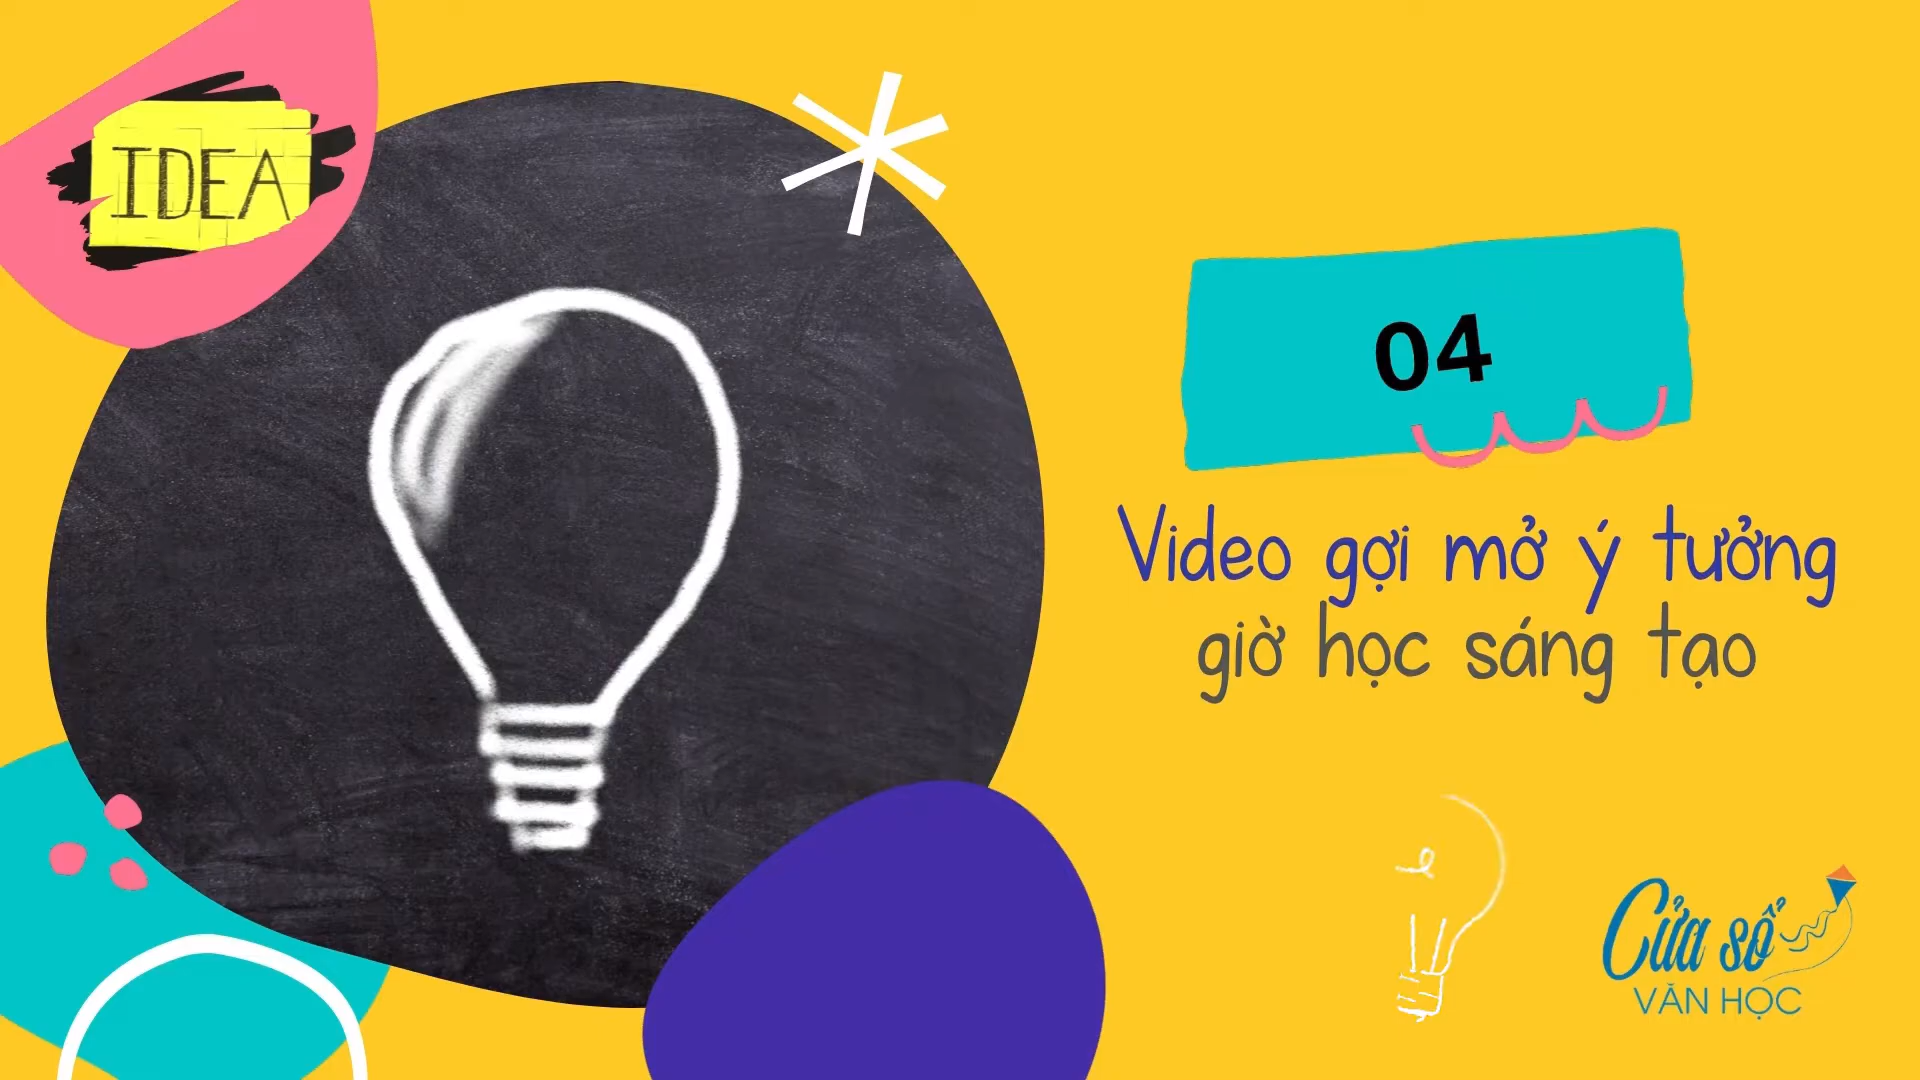 IDEA
04
Video gợi mở ý tưởng
giờ học sáng tạo
Cửa sổ
VĂN HỌC